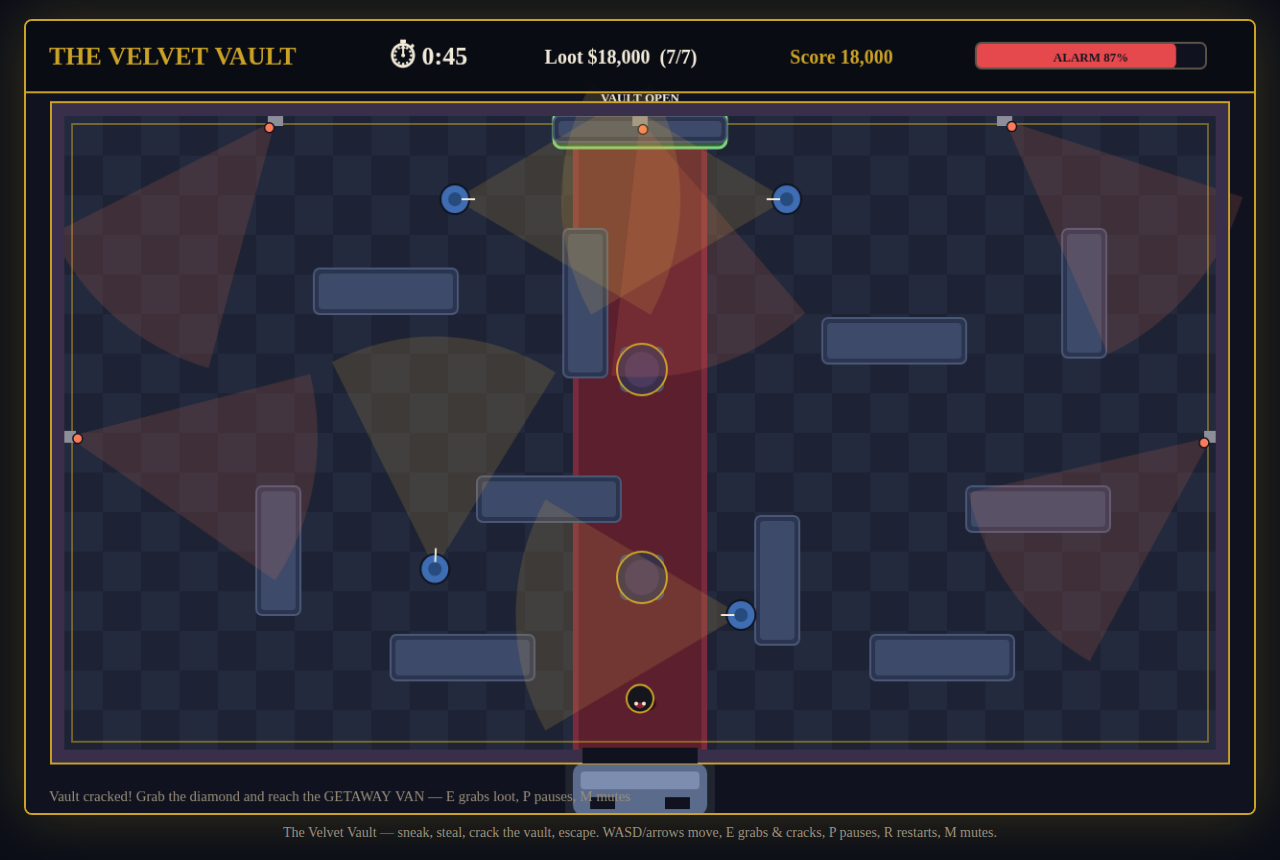 THE VELVET VAULT
⏱ 0:45
Loot $18,000 (7/7)
Score 18,000
ALARM 87%
VAULT OPEN
Vault cracked! Grab the diamond and reach the GETAWAY VAN — E grabs loot, P pauses, M mutes
The Velvet Vault — sneak, steal, crack the vault, escape. WASD/arrows move, E grabs & cracks, P pauses, R restarts, M mutes.